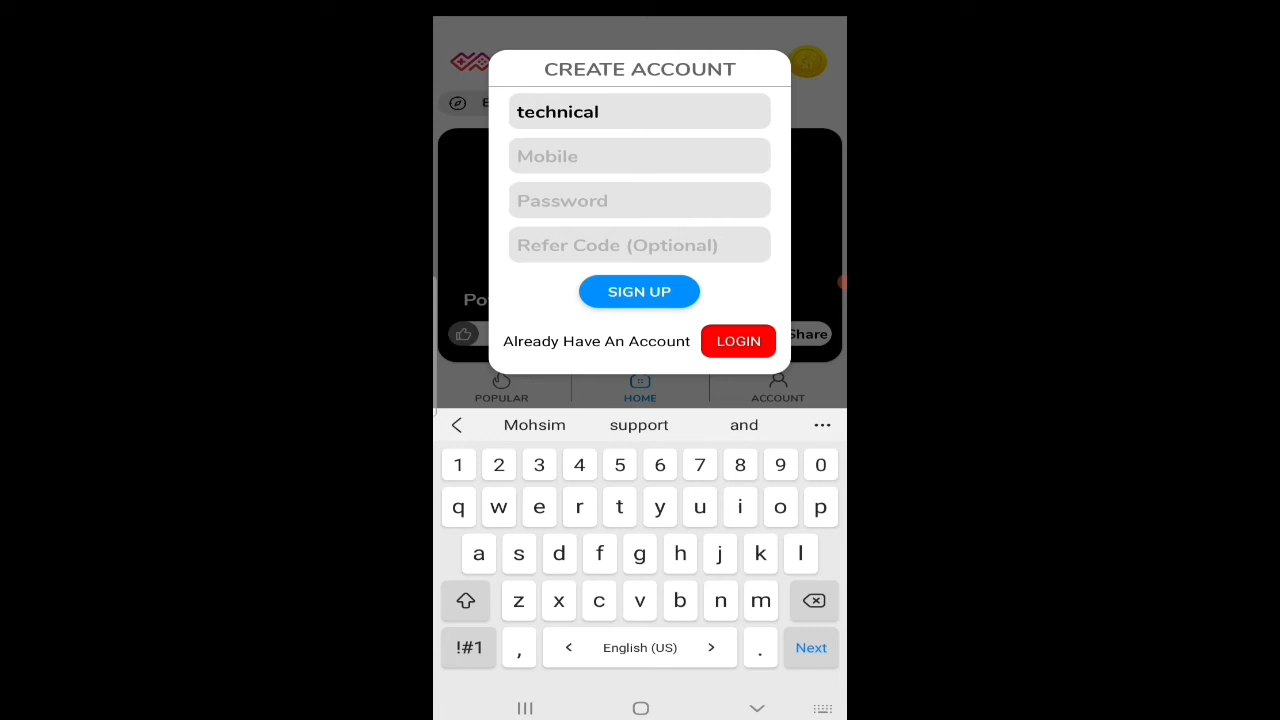 CREATE ACCOUNT
technical
Mobile
Password
Refer Code (Optional)
SIGN UP
Already Have An Account LOGIN
Share
POPULAR HOME ACCOUNT
Mohsim support and
1 2 3 4 5 6 7 8 9 0
q w e r t y u i o p
a s d f g h j k l
z x c v b n m
!#1 , < English (US) > . Next